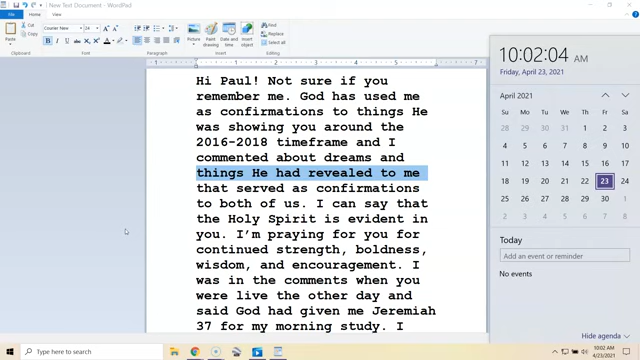 New Text Document - WordPad
File
Home
View
Paste
Cut
Copy
Courier New
24
Picture
Paint drawing
Date and time
Insert object
Find
Replace
Select all
Clipboard
Font
Paragraph
Insert
Editing
Hi Paul! Not sure if you
remember me. God has used me
as confirmations to things He
was showing you around the
2016-2018 timeframe and I
commented about dreams and
things He had revealed to me
that served as confirmations
to both of us. I can say that
the Holy Spirit is evident in
you. I'm praying for you for
continued strength, boldness,
wisdom, and encouragement. I
was in the comments when you
were live the other day and
said God had given me Jeremiah
37 for my morning study. I
10:02:04 AM
Friday, April 23, 2021
April 2021
Su Mo Tu We Th Fr Sa
28 29 30 31 1 2 3
4 5 6 7 8 9 10
11 12 13 14 15 16 17
18 19 20 21 22 23 24
25 26 27 28 29 30 1
2 3 4 5 6 7 8
Today
Add an event or reminder
No events
Hide agenda
Type here to search
10:02 AM
4/23/2021